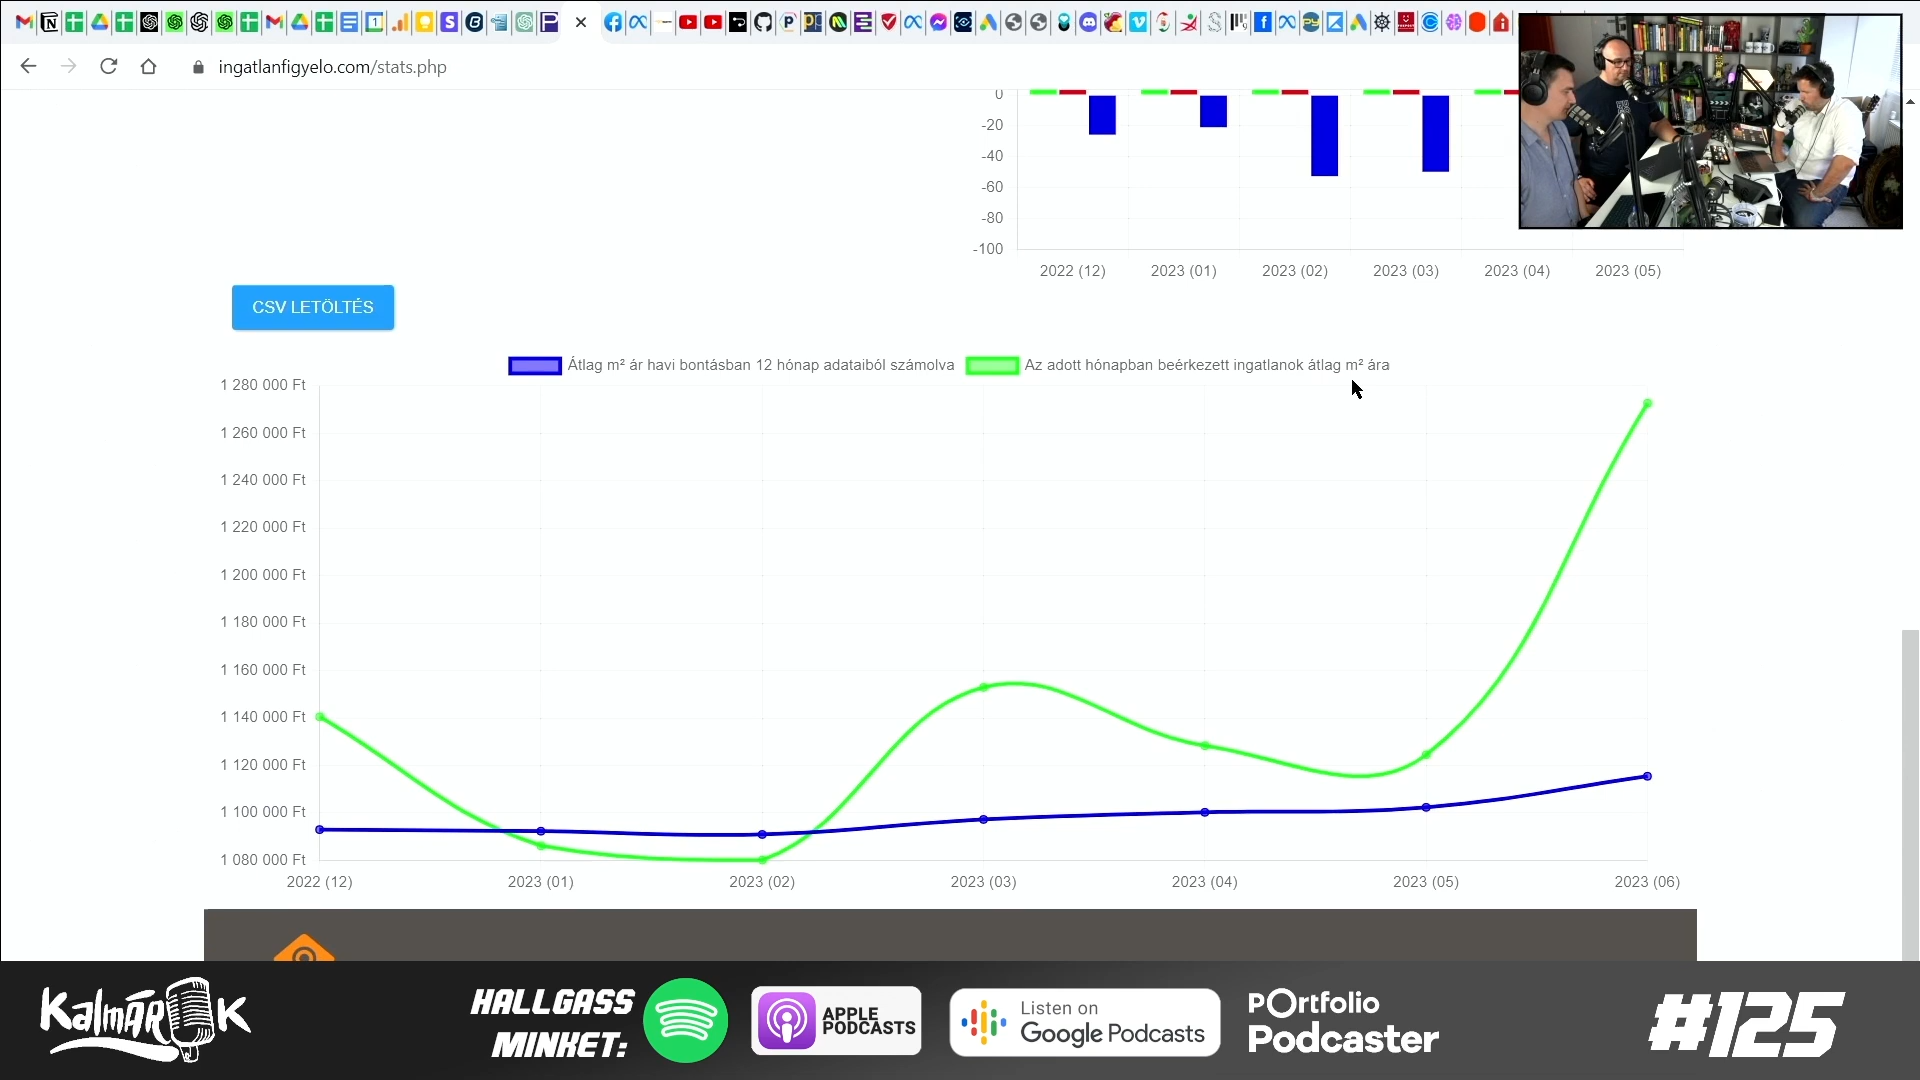 ingatlanfigyelo.com/stats.php
0
-20
-40
-60
-80
-100
2022 (12)
2023 (01)
2023 (02)
2023 (03)
2023 (04)
2023 (05)
CSV LETÖLTÉS
Átlag m² ár havi bontásban 12 hónap adataiból számolva
Az adott hónapban beérkezett ingatlanok átlag m² ára
1 280 000 Ft
1 260 000 Ft
1 240 000 Ft
1 220 000 Ft
1 200 000 Ft
1 180 000 Ft
1 160 000 Ft
1 140 000 Ft
1 120 000 Ft
1 100 000 Ft
1 080 000 Ft
2022 (12)
2023 (01)
2023 (02)
2023 (03)
2023 (04)
2023 (05)
2023 (06)
KalmáROK
HALLGASS
MINKET:
APPLE
PODCASTS
Listen on
Google Podcasts
POrtfolio
Podcaster
#125